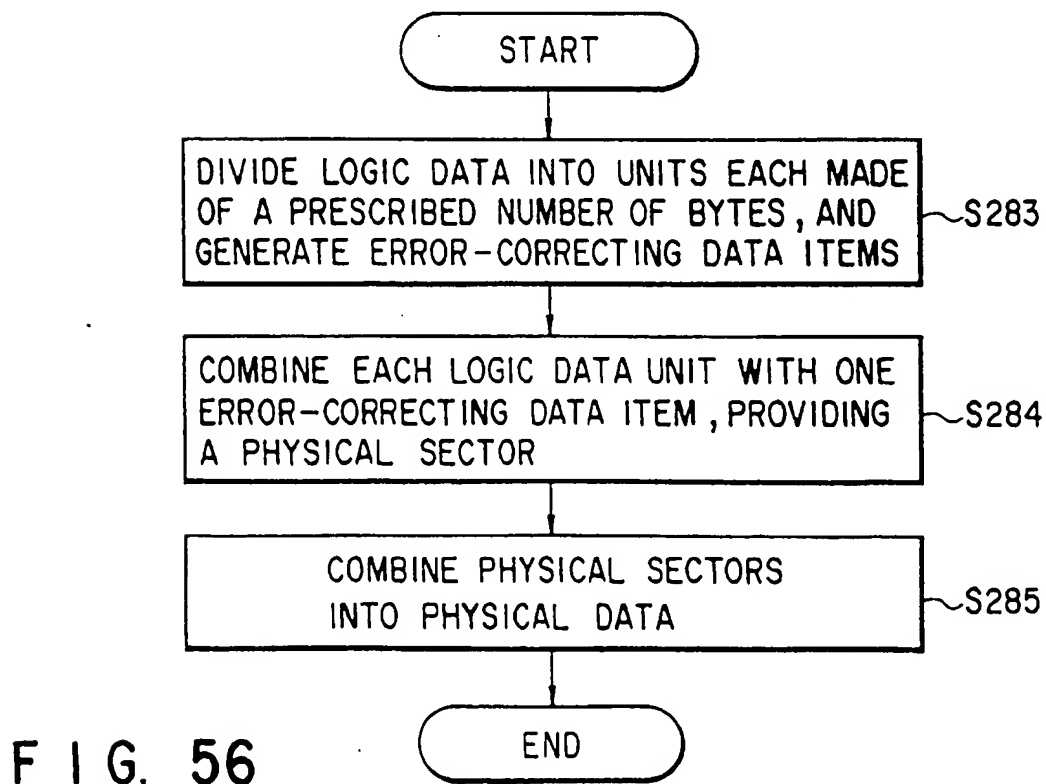 START
DIVIDE LOGIC DATA INTO UNITS EACH MADE
OF A PRESCRIBED NUMBER OF BYTES, AND
GENERATE ERROR-CORRECTING DATA ITEMS
S283
COMBINE EACH LOGIC DATA UNIT WITH ONE
ERROR-CORRECTING DATA ITEM, PROVIDING
A PHYSICAL SECTOR
S284
COMBINE PHYSICAL SECTORS
INTO PHYSICAL DATA
S285
END
FIG. 56